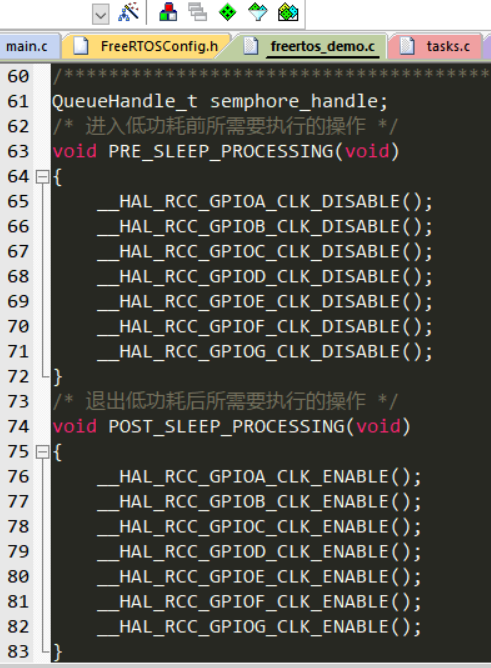 main.c FreeRTOSConfig.h freertos_demo.c tasks.c
60 /**************************************
61 QueueHandle_t semphore_handle;
62 /* 进入低功耗前所需要执行的操作 */
63 void PRE_SLEEP_PROCESSING(void)
64 {
65 __HAL_RCC_GPIOA_CLK_DISABLE();
66 __HAL_RCC_GPIOB_CLK_DISABLE();
67 __HAL_RCC_GPIOC_CLK_DISABLE();
68 __HAL_RCC_GPIOD_CLK_DISABLE();
69 __HAL_RCC_GPIOE_CLK_DISABLE();
70 __HAL_RCC_GPIOF_CLK_DISABLE();
71 __HAL_RCC_GPIOG_CLK_DISABLE();
72 }
73 /* 退出低功耗后所需要执行的操作 */
74 void POST_SLEEP_PROCESSING(void)
75 {
76 __HAL_RCC_GPIOA_CLK_ENABLE();
77 __HAL_RCC_GPIOB_CLK_ENABLE();
78 __HAL_RCC_GPIOC_CLK_ENABLE();
79 __HAL_RCC_GPIOD_CLK_ENABLE();
80 __HAL_RCC_GPIOE_CLK_ENABLE();
81 __HAL_RCC_GPIOF_CLK_ENABLE();
82 __HAL_RCC_GPIOG_CLK_ENABLE();
83 }